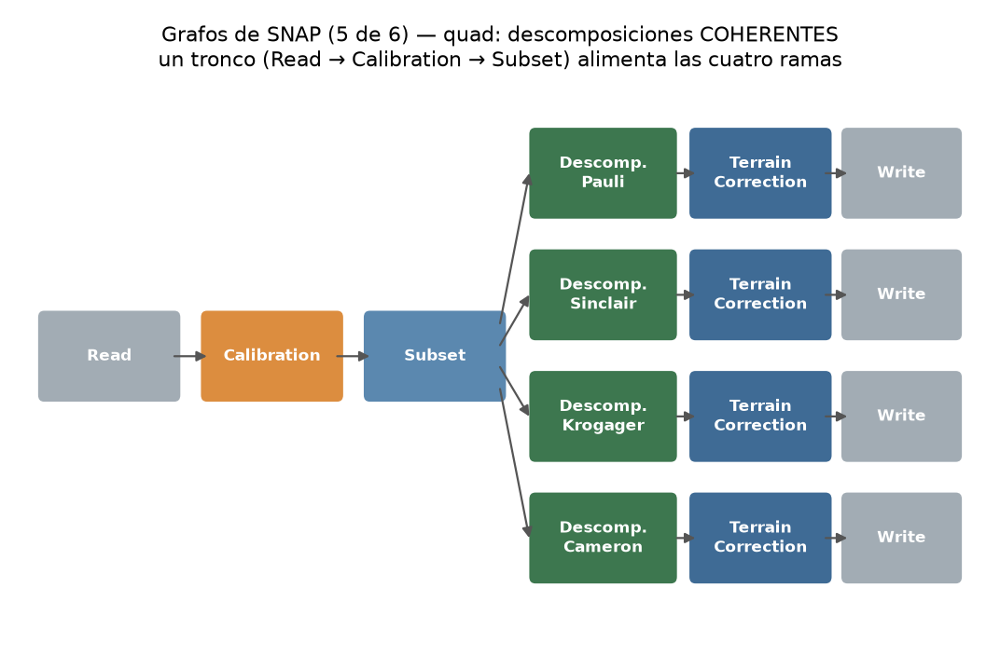 Grafos de SNAP (5 de 6) — quad: descomposiciones COHERENTES
un tronco (Read → Calibration → Subset) alimenta las cuatro ramas
Descomp.
Pauli
Terrain
Correction
Write
Descomp.
Sinclair
Terrain
Correction
Write
Read
Calibration
Subset
Descomp.
Krogager
Terrain
Correction
Write
Descomp.
Cameron
Terrain
Correction
Write